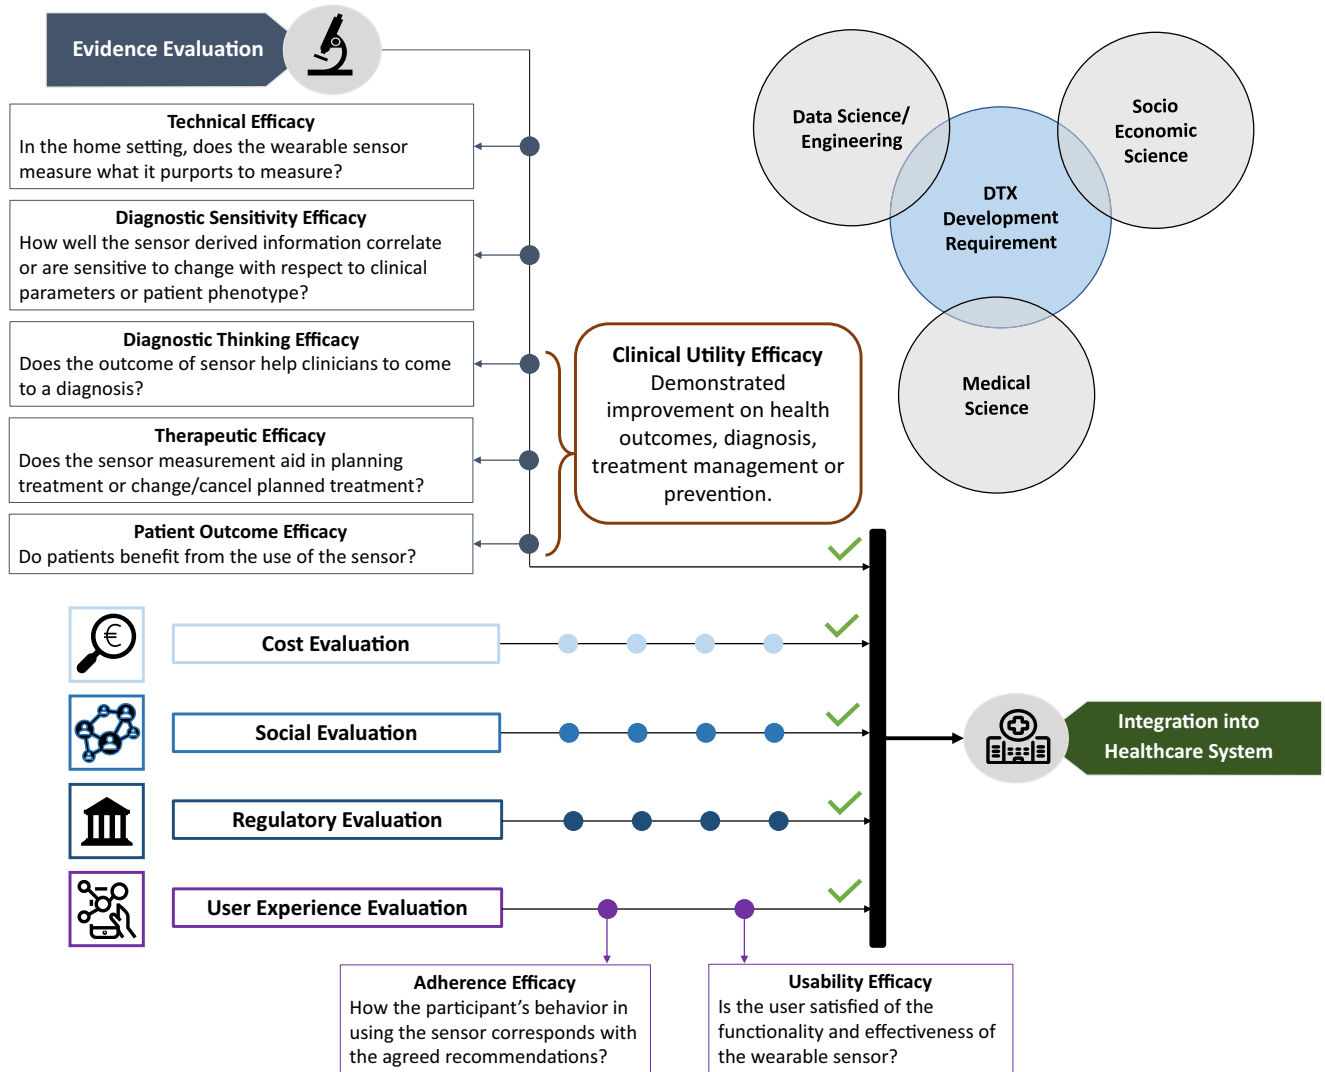 Evidence Evaluation
Technical Efficacy
In the home setting, does the wearable sensor
measure what it purports to measure?
Diagnostic Sensitivity Efficacy
How well the sensor derived information correlate
or are sensitive to change with respect to clinical
parameters or patient phenotype?
Diagnostic Thinking Efficacy
Does the outcome of sensor help clinicians to come
to a diagnosis?
Therapeutic Efficacy
Does the sensor measurement aid in planning
treatment or change/cancel planned treatment?
Patient Outcome Efficacy
Do patients benefit from the use of the sensor?
Clinical Utility Efficacy
Demonstrated
improvement on health
outcomes, diagnosis,
treatment management or
prevention.
Data Science/
Engineering
Socio
Economic
Science
DTX
Development
Requirement
Medical
Science
€
Cost Evaluation
Social Evaluation
Regulatory Evaluation
User Experience Evaluation
Integration into
Healthcare System
Adherence Efficacy
How the participant's behavior in
using the sensor corresponds with
the agreed recommendations?
Usability Efficacy
Is the user satisfied of the
functionality and effectiveness of
the wearable sensor?